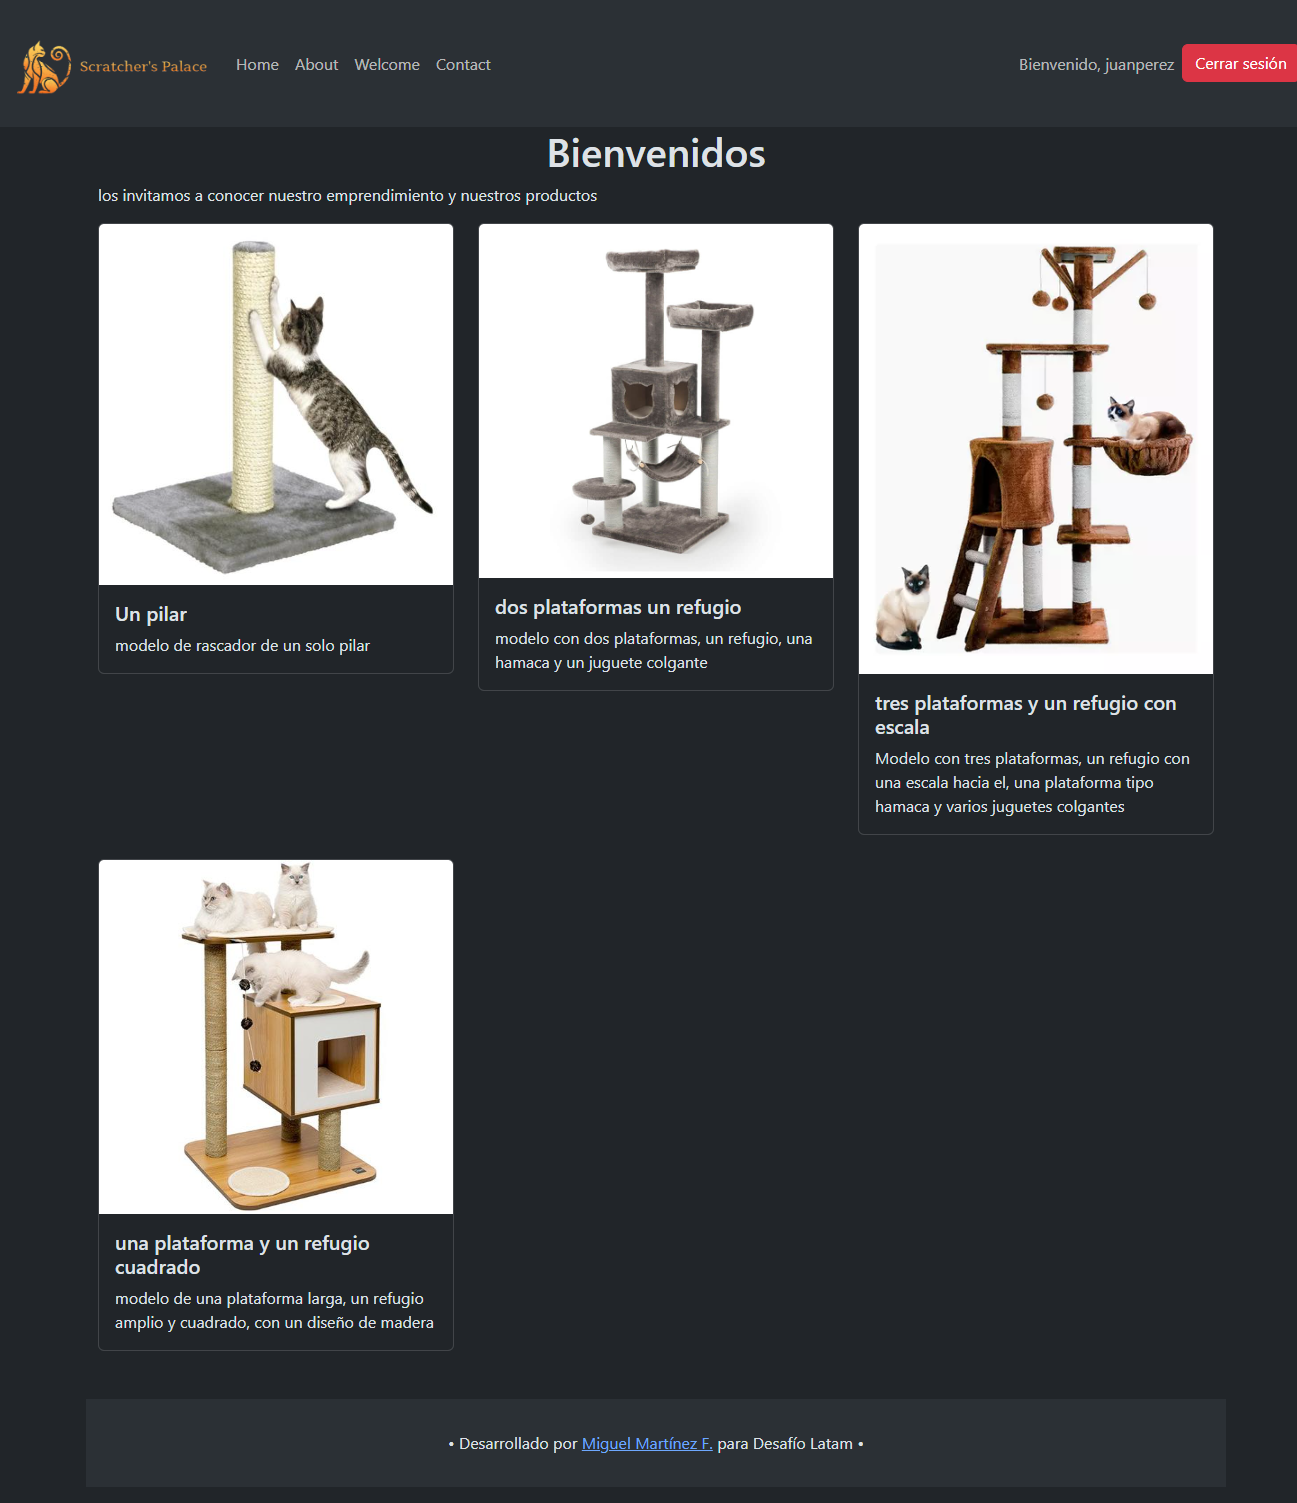 Scratcher's Palace
Home About Welcome Contact
Bienvenido, juanperez
Cerrar sesión
Bienvenidos
los invitamos a conocer nuestro emprendimiento y nuestros productos
Un pilar
modelo de rascador de un solo pilar
dos plataformas un refugio
modelo con dos plataformas, un refugio, una
hamaca y un juguete colgante
tres plataformas y un refugio con
escala
Modelo con tres plataformas, un refugio con
una escala hacia el, una plataforma tipo
hamaca y varios juguetes colgantes
una plataforma y un refugio
cuadrado
modelo de una plataforma larga, un refugio
amplio y cuadrado, con un diseño de madera
• Desarrollado por Miguel Martínez F. para Desafío Latam •